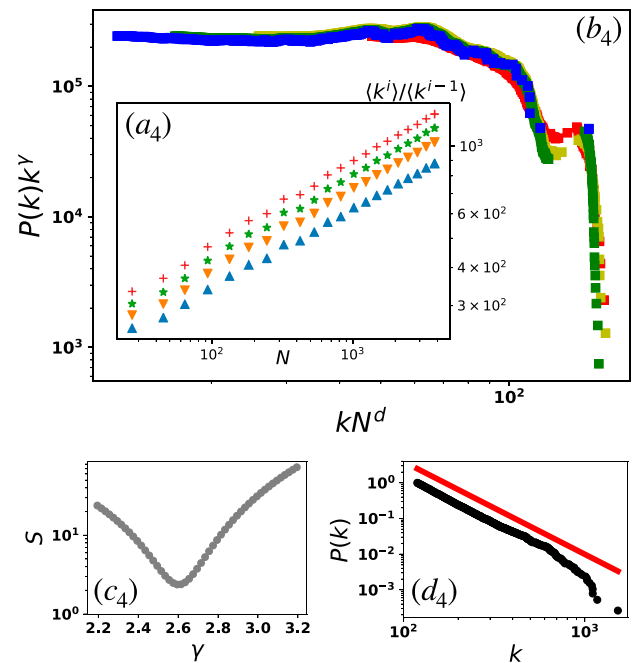 (b₄)
10⁵
10⁴
10³
P(k)k^γ
(a₄)
⟨kⁱ⟩/⟨kⁱ⁻¹⟩
10³
6 × 10²
4 × 10²
3 × 10²
10²
N
10³
10²
kN^d
10¹
10⁰
S
(c₄)
2.2 2.4 2.6 2.8 3.0 3.2
γ
10⁰
10⁻¹
10⁻²
10⁻³
P(k)
(d₄)
10² 10³
k